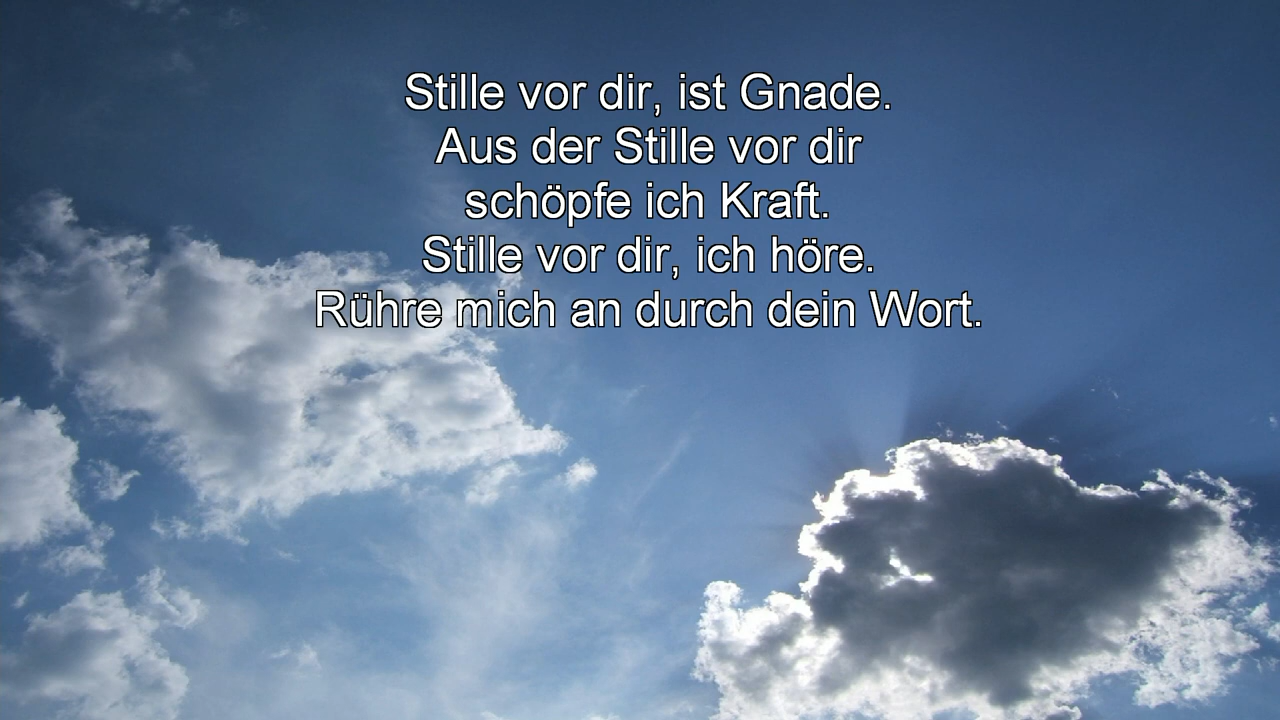 Stille vor dir, ist Gnade.
Aus der Stille vor dir
schöpfe ich Kraft.
Stille vor dir, ich höre.
Rühre mich an durch dein Wort.